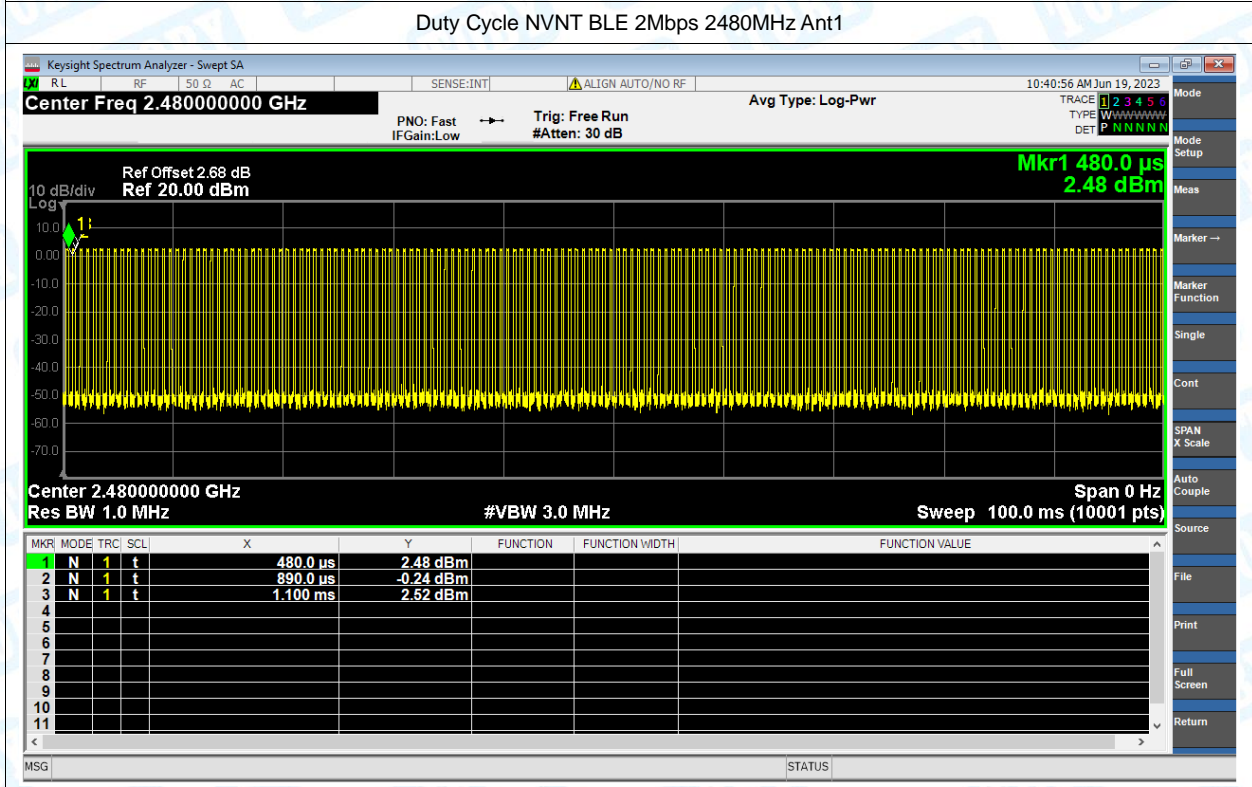 Duty Cycle NVNT BLE 2Mbps 2480MHz Ant1
Keysight Spectrum Analyzer - Swept SA
LXI RL RF 50 Ω AC SENSE:INT ALIGN AUTO/NO RF 10:40:56 AM Jun 19, 2023
Center Freq 2.480000000 GHz Avg Type: Log-Pwr TRACE 1 2 3 4 5 6
PNO: Fast Trig: Free Run TYPE WWWWWW
IFGain:Low #Atten: 30 dB DET P N N N N N
Mode
Mode Setup
Meas
Marker →
Marker Function
Single
Cont
SPAN X Scale
Auto Couple
Source
File
Print
Full Screen
Return
Mkr1 480.0 µs
2.48 dBm
Ref Offset 2.68 dB
10 dB/div Ref 20.00 dBm
Log
1
10.0
0.00
-10.0
-20.0
-30.0
-40.0
-50.0
-60.0
-70.0
Center 2.480000000 GHz Span 0 Hz
Res BW 1.0 MHz #VBW 3.0 MHz Sweep 100.0 ms (10001 pts)
MKR MODE TRC SCL X Y FUNCTION FUNCTION WIDTH FUNCTION VALUE
1 N 1 t 480.0 µs 2.48 dBm
2 N 1 t 890.0 µs -0.24 dBm
3 N 1 t 1.100 ms 2.52 dBm
4
5
6
7
8
9
10
11
MSG STATUS